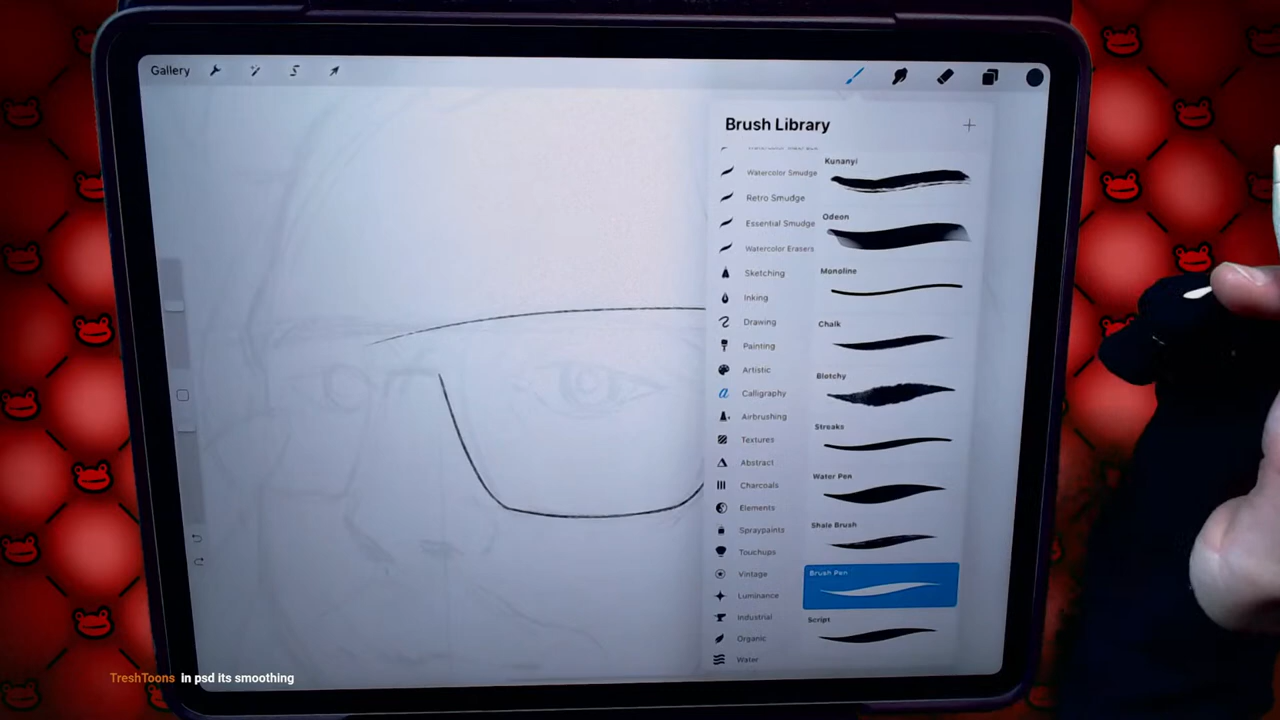 Gallery
Brush Library
Watercolor Smudge
Retro Smudge
Essential Smudge
Watercolor Erasers
Sketching
Inking
Drawing
Painting
Artistic
Calligraphy
Airbrushing
Textures
Abstract
Charcoals
Elements
Spraypaints
Touchups
Vintage
Luminance
Industrial
Organic
Water
Kunanyi
Odeon
Monoline
Chalk
Blotchy
Streaks
Water Pen
Shale Brush
Brush Pen
Script
TreshToons in psd its smoothing